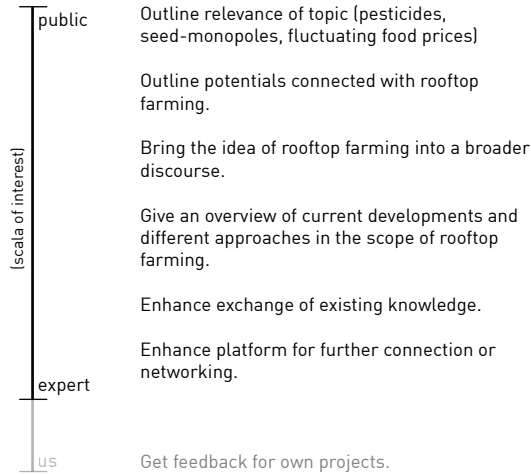 public
Outline relevance of topic (pesticides,
seed-monopoles, fluctuating food prices)
Outline potentials connected with rooftop
farming.
Bring the idea of rooftop farming into a broader
discourse.
(scala of interest)
Give an overview of current developments and
different approaches in the scope of rooftop
farming.
Enhance exchange of existing knowledge.
Enhance platform for further connection or
networking.
expert
us
Get feedback for own projects.